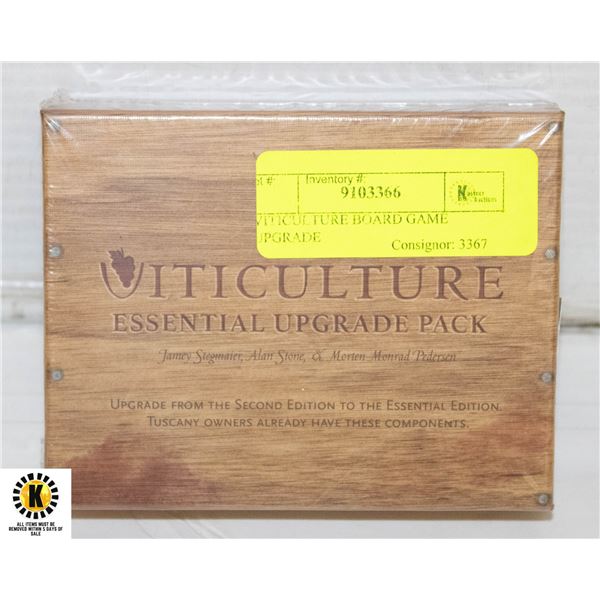 Inventory #:
9103366
VITICULTURE BOARD GAME
UPGRADE
Consignor: 3367
VITICULTURE
ESSENTIAL UPGRADE PACK
Jamey Stegmaier, Alan Stone, & Morten Monrad Pedersen
UPGRADE FROM THE SECOND EDITION TO THE ESSENTIAL EDITION.
TUSCANY OWNERS ALREADY HAVE THESE COMPONENTS.
K
ALL ITEMS MUST BE
REMOVED WITHIN 5 DAYS OF
SALE